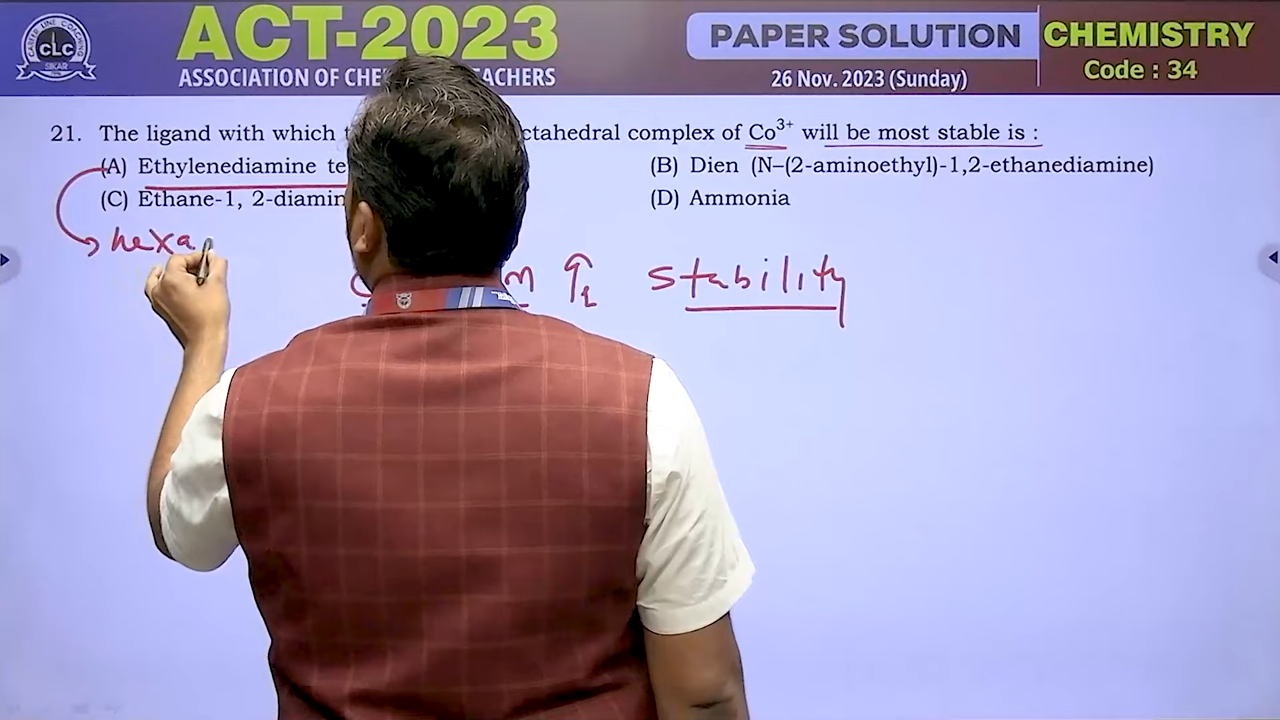 CLC
SIKAR
ACT-2023
ASSOCIATION OF CHE TEACHERS
PAPER SOLUTION
26 Nov. 2023 (Sunday)
CHEMISTRY
Code : 34
21. The ligand with which ctahedral complex of Co³⁺ will be most stable is :
(A) Ethylenediamine te (B) Dien (N–(2-aminoethyl)-1,2-ethanediamine)
(C) Ethane-1, 2-diamin (D) Ammonia
hexa
m stability